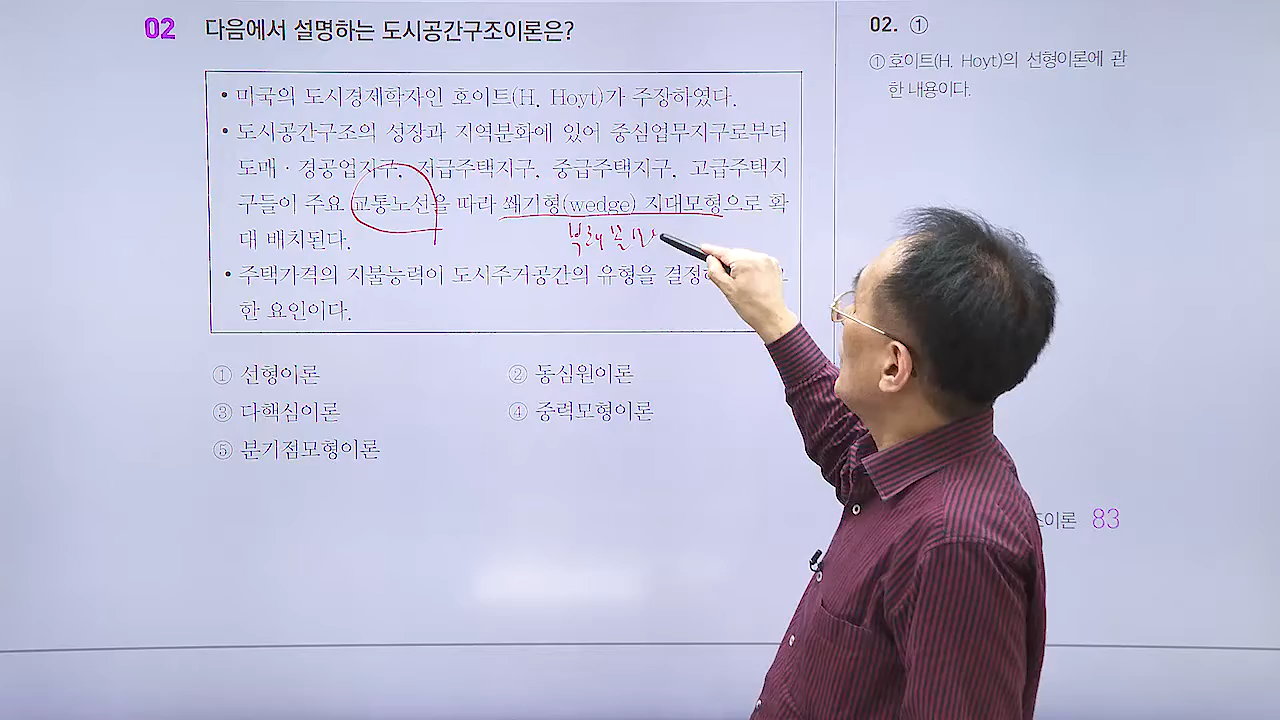 02 다음에서 설명하는 도시공간구조이론은?
• 미국의 도시경제학자인 호이트(H. Hoyt)가 주장하였다.
• 도시공간구조의 성장과 지역분화에 있어 중심업무지구로부터
도매 · 경공업지구, 저급주택지구, 중급주택지구, 고급주택지
구들이 주요 교통노선을 따라 쐐기형(wedge) 지대모형으로 확
대 배치된다.
부채꼴
• 주택가격의 지불능력이 도시주거공간의 유형을 결정
한 요인이다.
① 선형이론
② 동심원이론
③ 다핵심이론
④ 중력모형이론
⑤ 분기점모형이론
02. ①
① 호이트(H. Hoyt)의 선형이론에 관
한 내용이다.
조이론 83